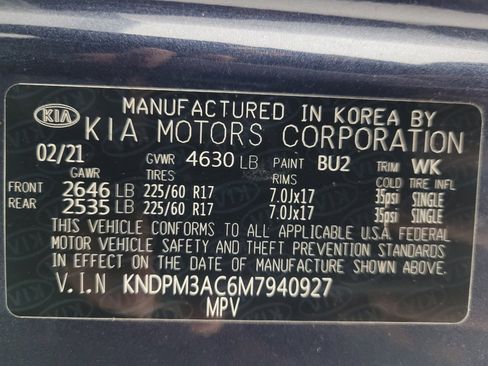 KIA MANUFACTURED IN KOREA BY
KIA MOTORS CORPORATION
02/21 GVWR 4630 LB PAINT BU2 TRIM WK
GAWR TIRES RIMS COLD TIRE INFL
FRONT 2646 LB 225/60 R17 7.0Jx17 35psi SINGLE
REAR 2535 LB 225/60 R17 7.0Jx17 35psi SINGLE
THIS VEHICLE CONFORMS TO ALL APPLICABLE U.S.A. FEDERAL
MOTOR VEHICLE SAFETY AND THEFT PREVENTION STANDARDS
IN EFFECT ON THE DATE OF MANUFACTURE SHOWN ABOVE.
V.I.N KNDPM3AC6M7940927
MPV